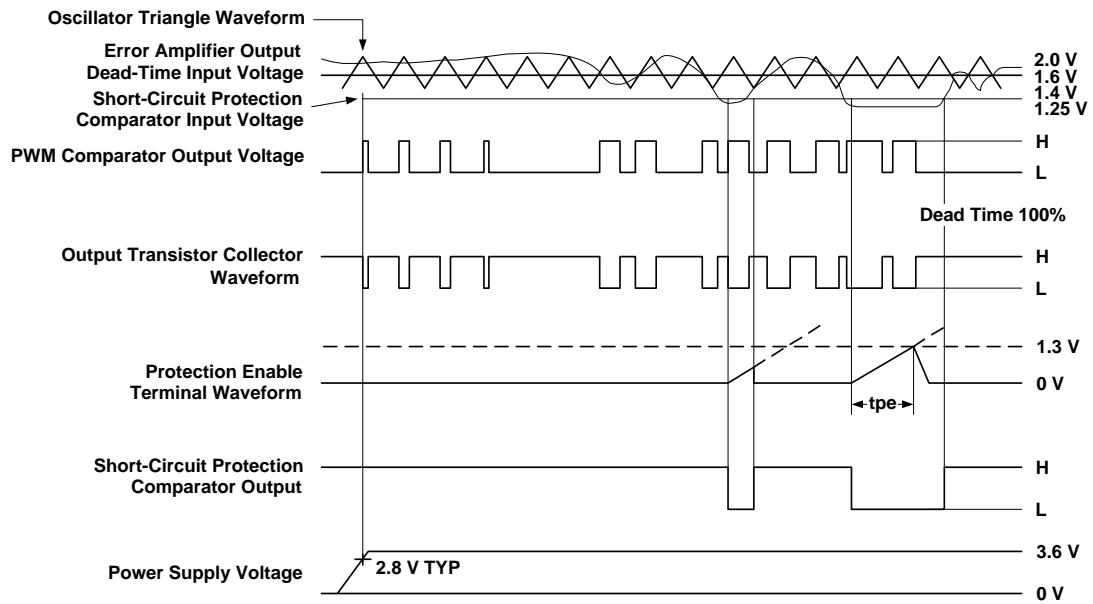 Oscillator Triangle Waveform
Error Amplifier Output
Dead-Time Input Voltage
Short-Circuit Protection
Comparator Input Voltage
2.0 V
1.6 V
1.4 V
1.25 V
PWM Comparator Output Voltage
H
L
Dead Time 100%
Output Transistor Collector
Waveform
H
L
Protection Enable
Terminal Waveform
1.3 V
0 V
tpe
Short-Circuit Protection
Comparator Output
H
L
Power Supply Voltage
2.8 V TYP
3.6 V
0 V